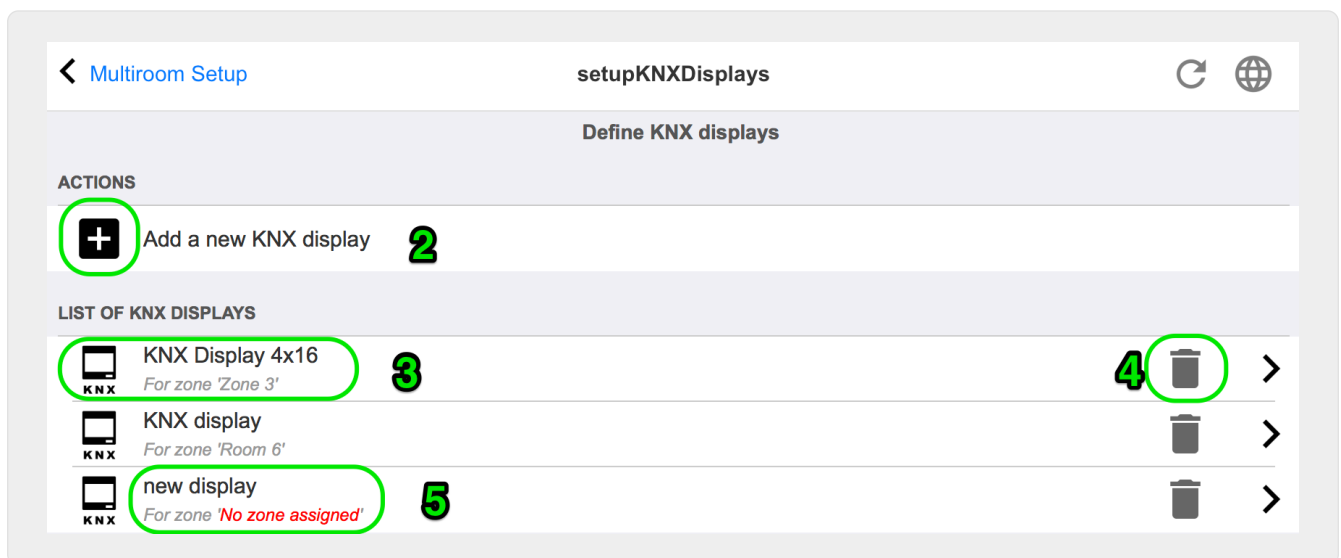 Multiroom Setup
setupKNXDisplays
Define KNX displays
ACTIONS
Add a new KNX display
2
LIST OF KNX DISPLAYS
KNX Display 4x16
KNX
For zone 'Zone 3'
3
4
KNX display
KNX
For zone 'Room 6'
new display
KNX
For zone 'No zone assigned'
5